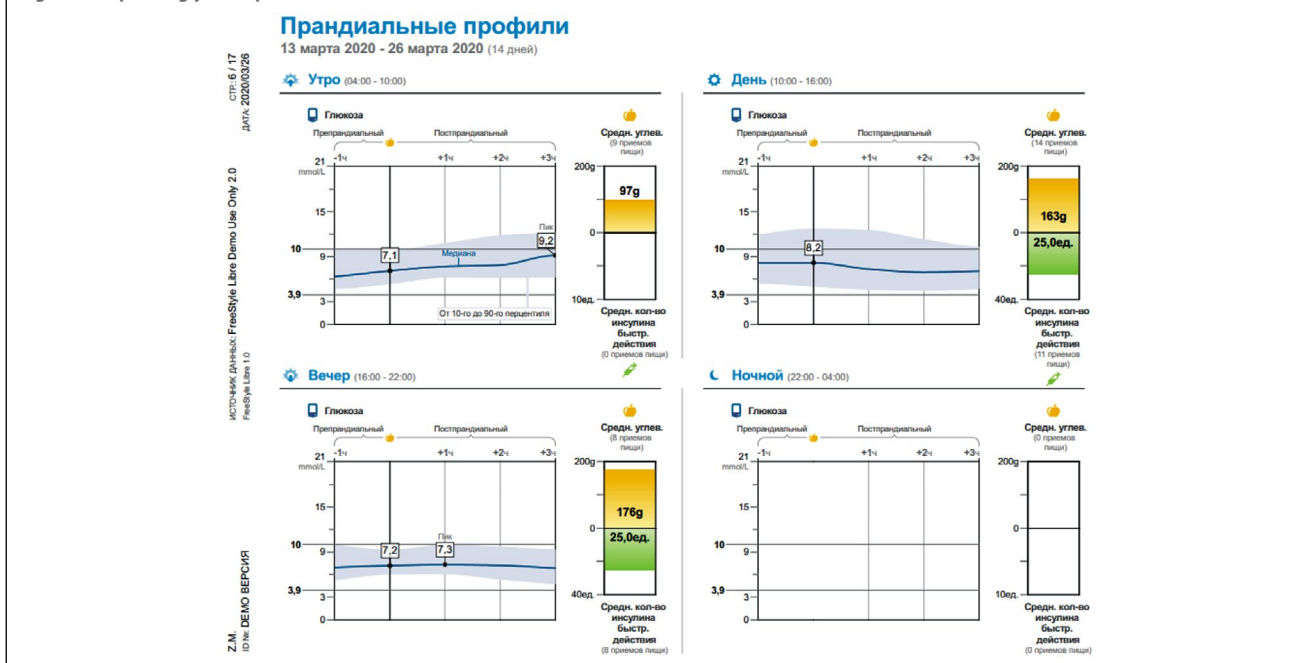 Прандиальные профили
13 марта 2020 - 26 марта 2020 (14 дней)
СТР.: 6 / 17
ДАТА: 2020/03/26
ИСТОЧНИК ДАННЫХ: FreeStyle Libre Demo Use Only 2.0
FreeStyle Libre 1.0
Z.M.
ID №: DEMO ВЕРСИЯ
Утро (04:00 - 10:00)
Глюкоза
Препрандиальный
Постпрандиальный
-1ч
+1ч
+2ч
+3ч
21
mmol/L
15
10
9
3,9
3
0
7,1
Медиана
Пик
9,2
От 10-го до 90-го перцентиля
Средн. углев.
(9 приемов
пищи)
200g
97g
0
10ед.
Средн. кол-во
инсулина
быстр.
действия
(0 приемов пищи)
День (10:00 - 16:00)
Глюкоза
Препрандиальный
Постпрандиальный
-1ч
+1ч
+2ч
+3ч
21
mmol/L
15
10
9
3,9
3
0
8,2
Средн. углев.
(14 приемов
пищи)
200g
163g
0
25,0ед.
40ед.
Средн. кол-во
инсулина
быстр.
действия
(11 приемов
пищи)
Вечер (16:00 - 22:00)
Глюкоза
Препрандиальный
Постпрандиальный
-1ч
+1ч
+2ч
+3ч
21
mmol/L
15
10
9
3,9
3
0
7,2
Пик
7,3
Средн. углев.
(8 приемов
пищи)
200g
176g
0
25,0ед.
40ед.
Средн. кол-во
инсулина
быстр.
действия
(8 приемов пищи)
Ночной (22:00 - 04:00)
Глюкоза
Препрандиальный
Постпрандиальный
-1ч
+1ч
+2ч
+3ч
21
mmol/L
15
10
9
3,9
3
0
Средн. углев.
(0 приемов
пищи)
200g
0
10ед.
Средн. кол-во
инсулина
быстр.
действия
(0 приемов пищи)